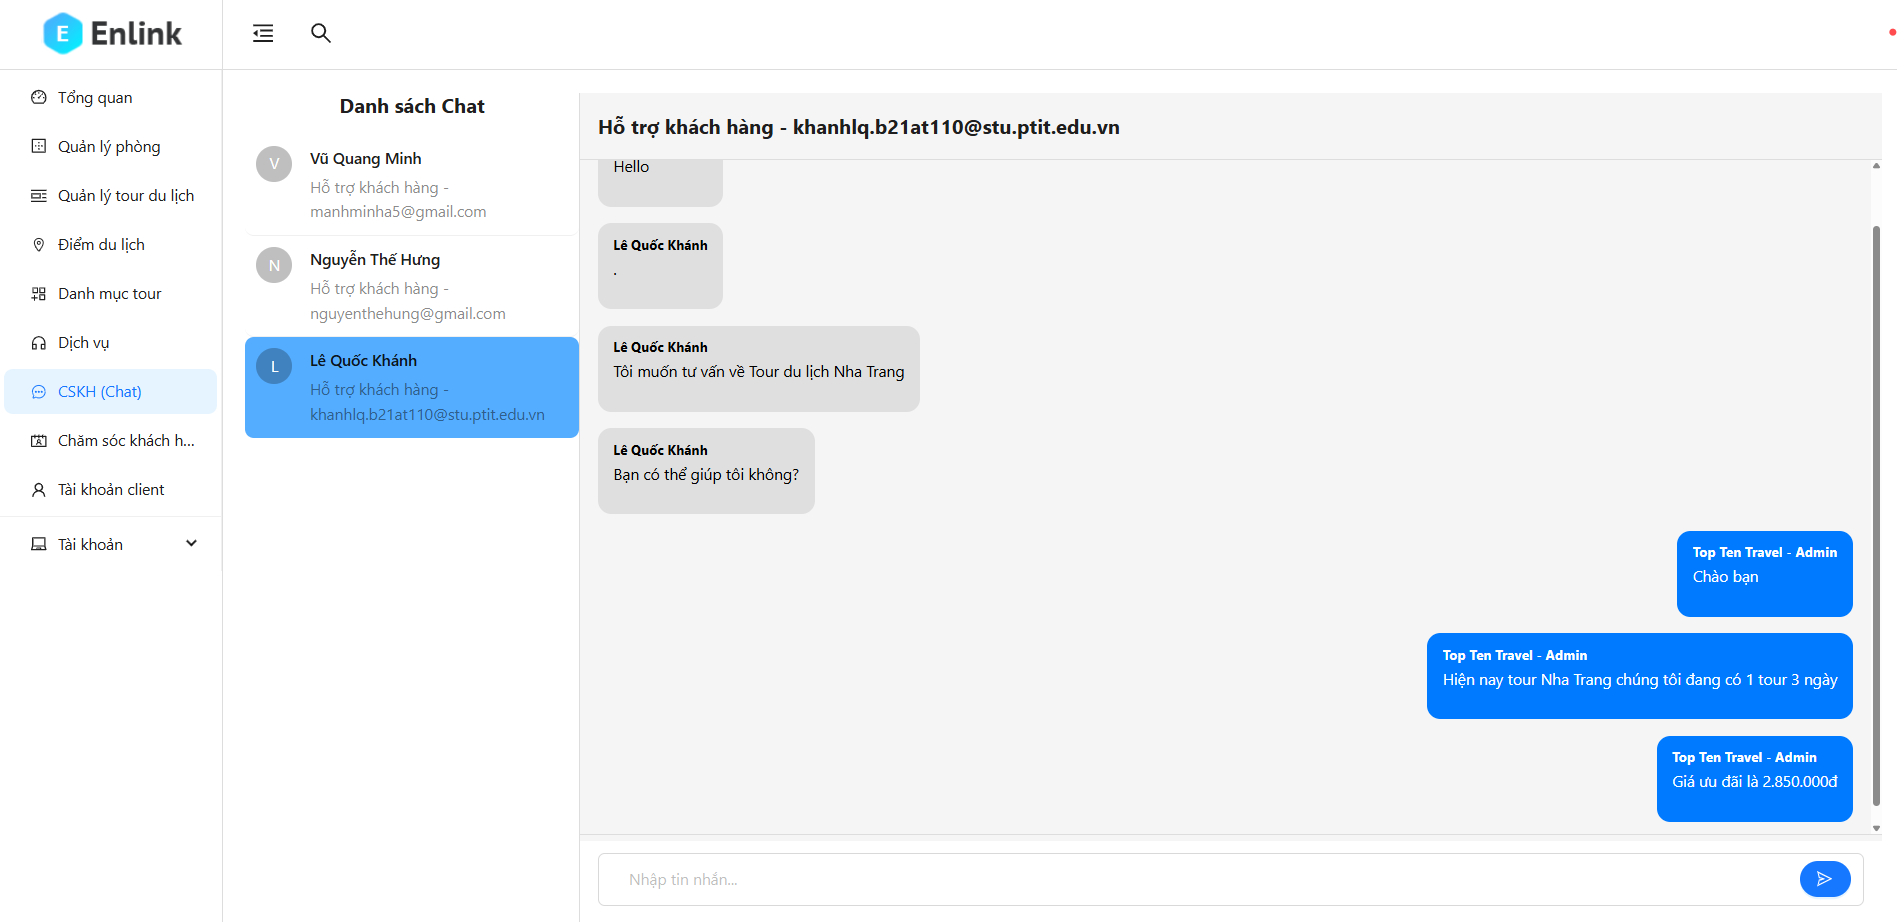 E Enlink
Tổng quan
Quản lý phòng
Quản lý tour du lịch
Điểm du lịch
Danh mục tour
Dịch vụ
CSKH (Chat)
Chăm sóc khách h...
Tài khoản client
Tài khoản
Danh sách Chat
V
Vũ Quang Minh
Hỗ trợ khách hàng -
manhminha5@gmail.com
N
Nguyễn Thế Hưng
Hỗ trợ khách hàng -
nguyenthehung@gmail.com
L
Lê Quốc Khánh
Hỗ trợ khách hàng -
khanhlq.b21at110@stu.ptit.edu.vn
Hỗ trợ khách hàng - khanhlq.b21at110@stu.ptit.edu.vn
Hello
Lê Quốc Khánh
.
Lê Quốc Khánh
Tôi muốn tư vấn về Tour du lịch Nha Trang
Lê Quốc Khánh
Bạn có thể giúp tôi không?
Top Ten Travel - Admin
Chào bạn
Top Ten Travel - Admin
Hiện nay tour Nha Trang chúng tôi đang có 1 tour 3 ngày
Top Ten Travel - Admin
Giá ưu đãi là 2.850.000đ
Nhập tin nhắn...